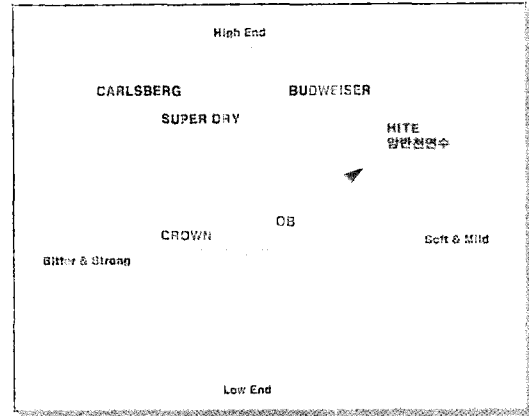 High End
CARLSBERG
BUDWEISER
SUPER DRY
HITE
암반천연수
OB
CROWN
Soft & Mild
Bitter & Strong
Low End